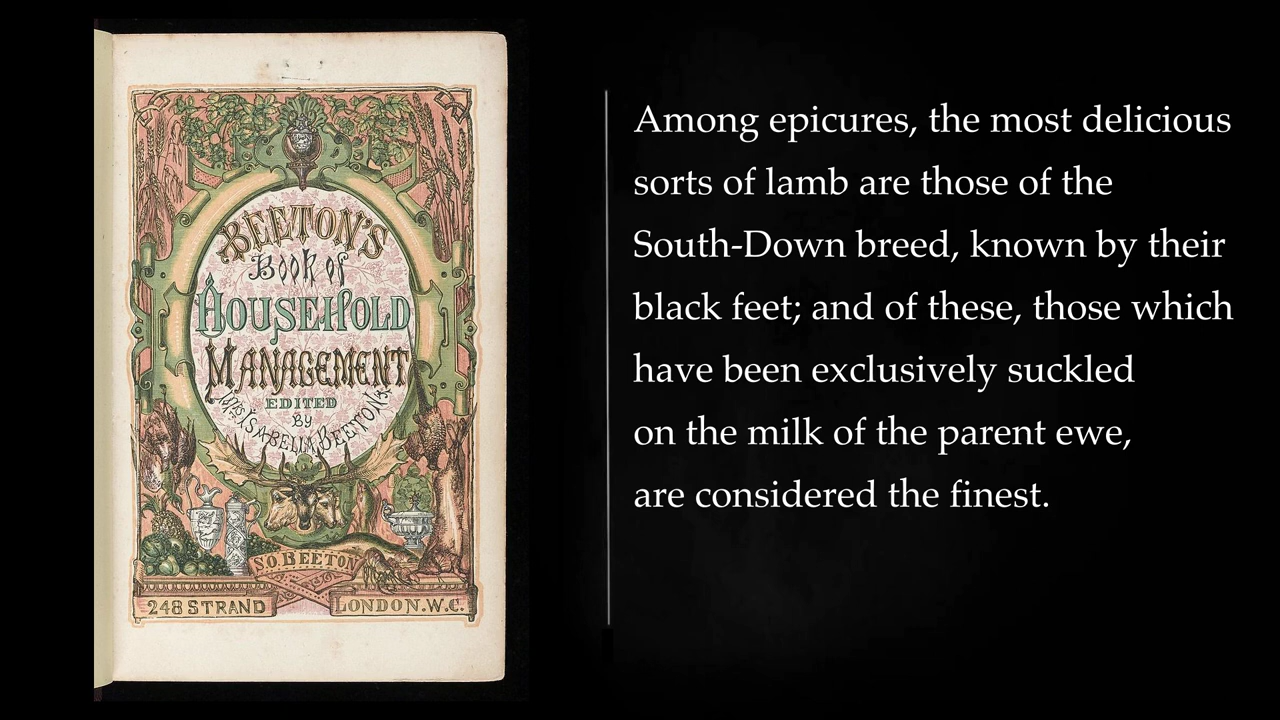 BEETON'S
Book of
HOUSEHOLD
MANAGEMENT
EDITED
BY
MRS ISABELLA BEETON
S.O. BEETON
248 STRAND
LONDON. W.C.
Among epicures, the most delicious
sorts of lamb are those of the
South-Down breed, known by their
black feet; and of these, those which
have been exclusively suckled
on the milk of the parent ewe,
are considered the finest.